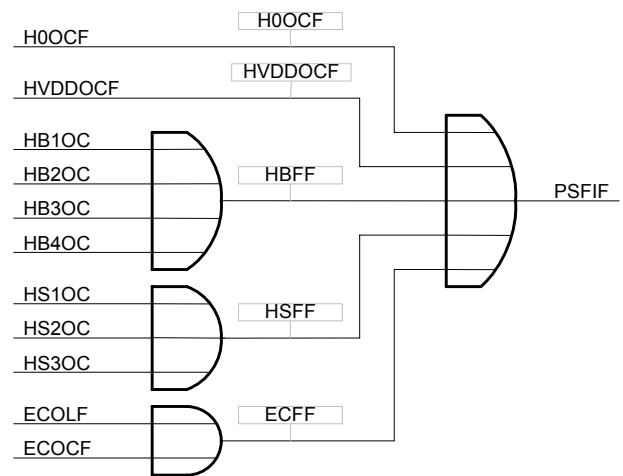 H0OCF
H0OCF
HVDDOCF
HVDDOCF
HB1OC
HB2OC
HBFF
HB3OC
PSFIF
HB4OC
HS1OC
HSFF
HS2OC
HS3OC
ECOLF
ECFF
ECOCF